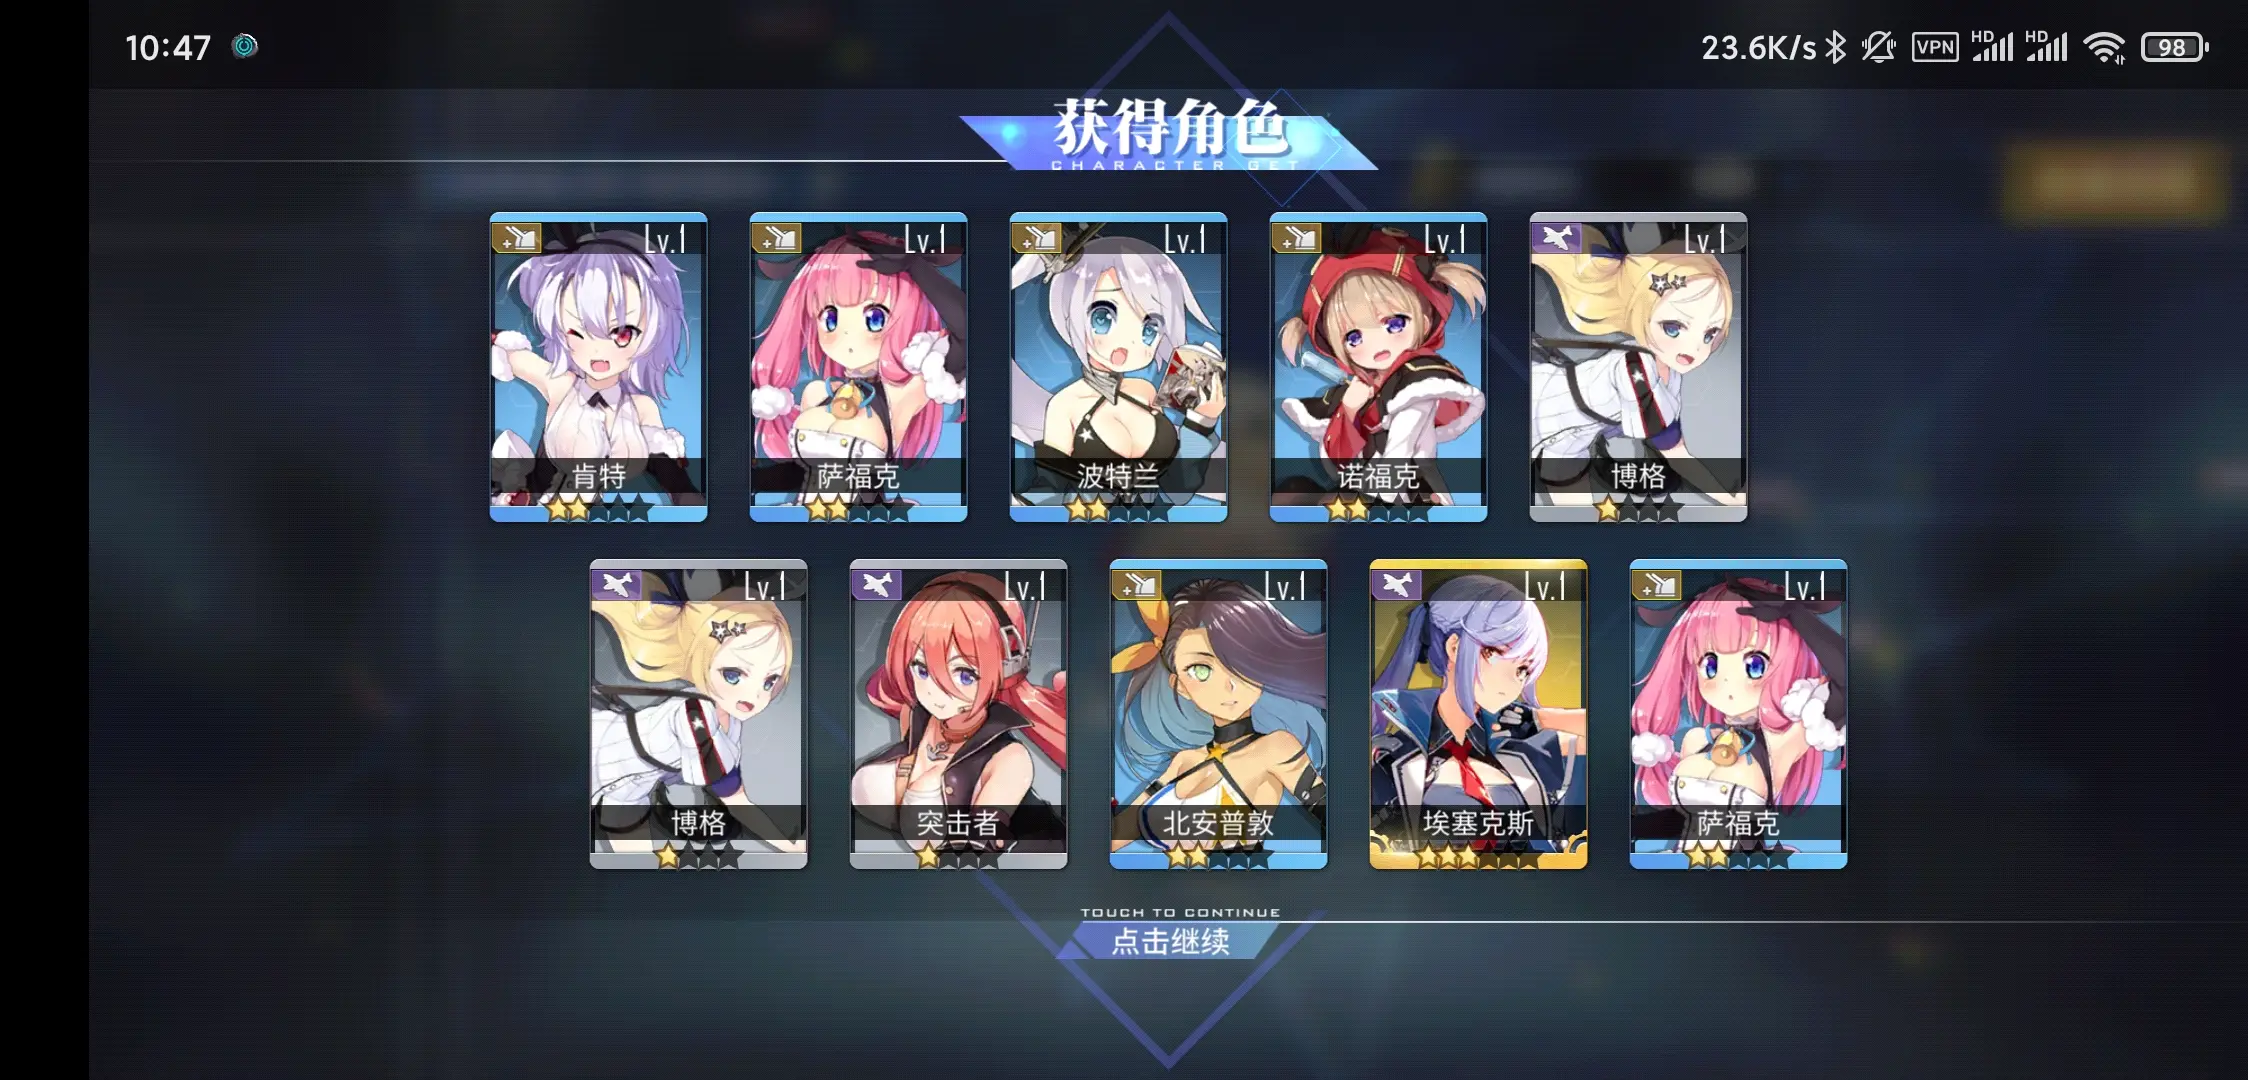 10:47
23.6K/s
VPN
HD
HD
98
获得角色
CHARACTER GET
Lv.1
Lv.1
Lv.1
Lv.1
Lv.1
肯特
萨福克
波特兰
诺福克
博格
Lv.1
Lv.1
Lv.1
Lv.1
Lv.1
博格
突击者
北安普敦
埃塞克斯
萨福克
TOUCH TO CONTINUE
点击继续